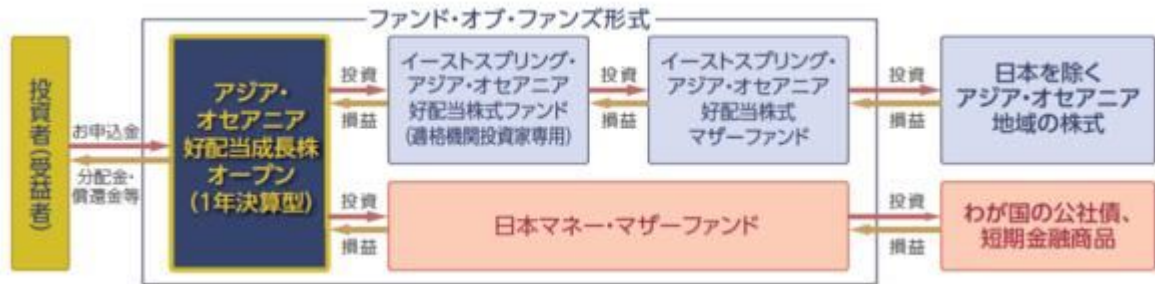 ファンド・オブ・ファンズ形式
投資者(受益者)
お申込金
分配金・
償還金等
アジア・
オセアニア
好配当成長株
オープン
(1年決算型)
投資
損益
イーストスプリング・
アジア・オセアニア
好配当株式ファンド
(適格機関投資家専用)
投資
損益
イーストスプリング・
アジア・オセアニア
好配当株式
マザーファンド
投資
損益
日本を除く
アジア・オセアニア
地域の株式
投資
損益
日本マネー・マザーファンド
投資
損益
わが国の公社債、
短期金融商品